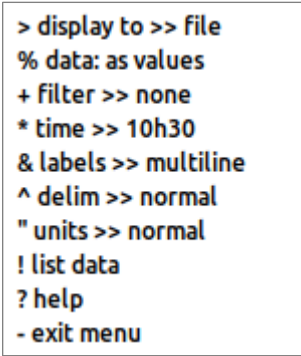 > display to >> file
% data: as values
+ filter >> none
* time >> 10h30
& labels >> multiline
^ delim >> normal
" units >> normal
! list data
? help
- exit menu